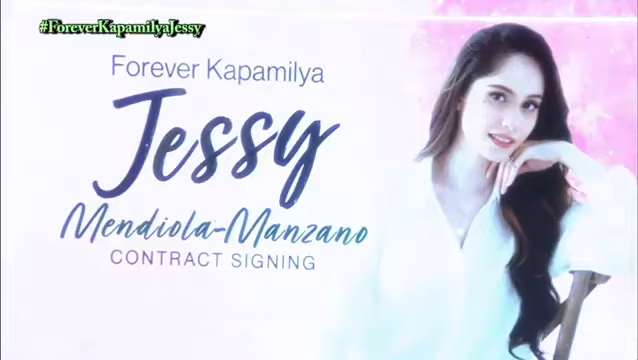 #ForeverKapamilyaJessy
Forever Kapamilya
Jessy
Mendiola-Manzano
CONTRACT SIGNING